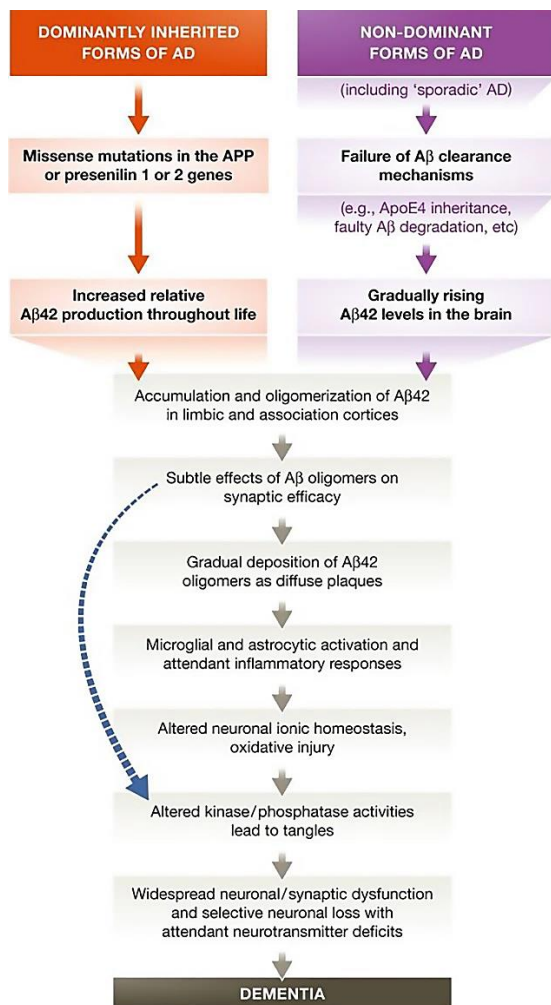 DOMINANTLY INHERITED
FORMS OF AD
Missense mutations in the APP
or presenilin 1 or 2 genes
Increased relative
Aβ42 production throughout life
NON-DOMINANT
FORMS OF AD
(including ‘sporadic’ AD)
Failure of Aβ clearance
mechanisms
(e.g., ApoE4 inheritance,
faulty Aβ degradation, etc)
Gradually rising
Aβ42 levels in the brain
Accumulation and oligomerization of Aβ42
in limbic and association cortices
Subtle effects of Aβ oligomers on
synaptic efficacy
Gradual deposition of Aβ42
oligomers as diffuse plaques
Microglial and astrocytic activation and
attendant inflammatory responses
Altered neuronal ionic homeostasis,
oxidative injury
Altered kinase/phosphatase activities
lead to tangles
Widespread neuronal/synaptic dysfunction
and selective neuronal loss with
attendant neurotransmitter deficits
DEMENTIA